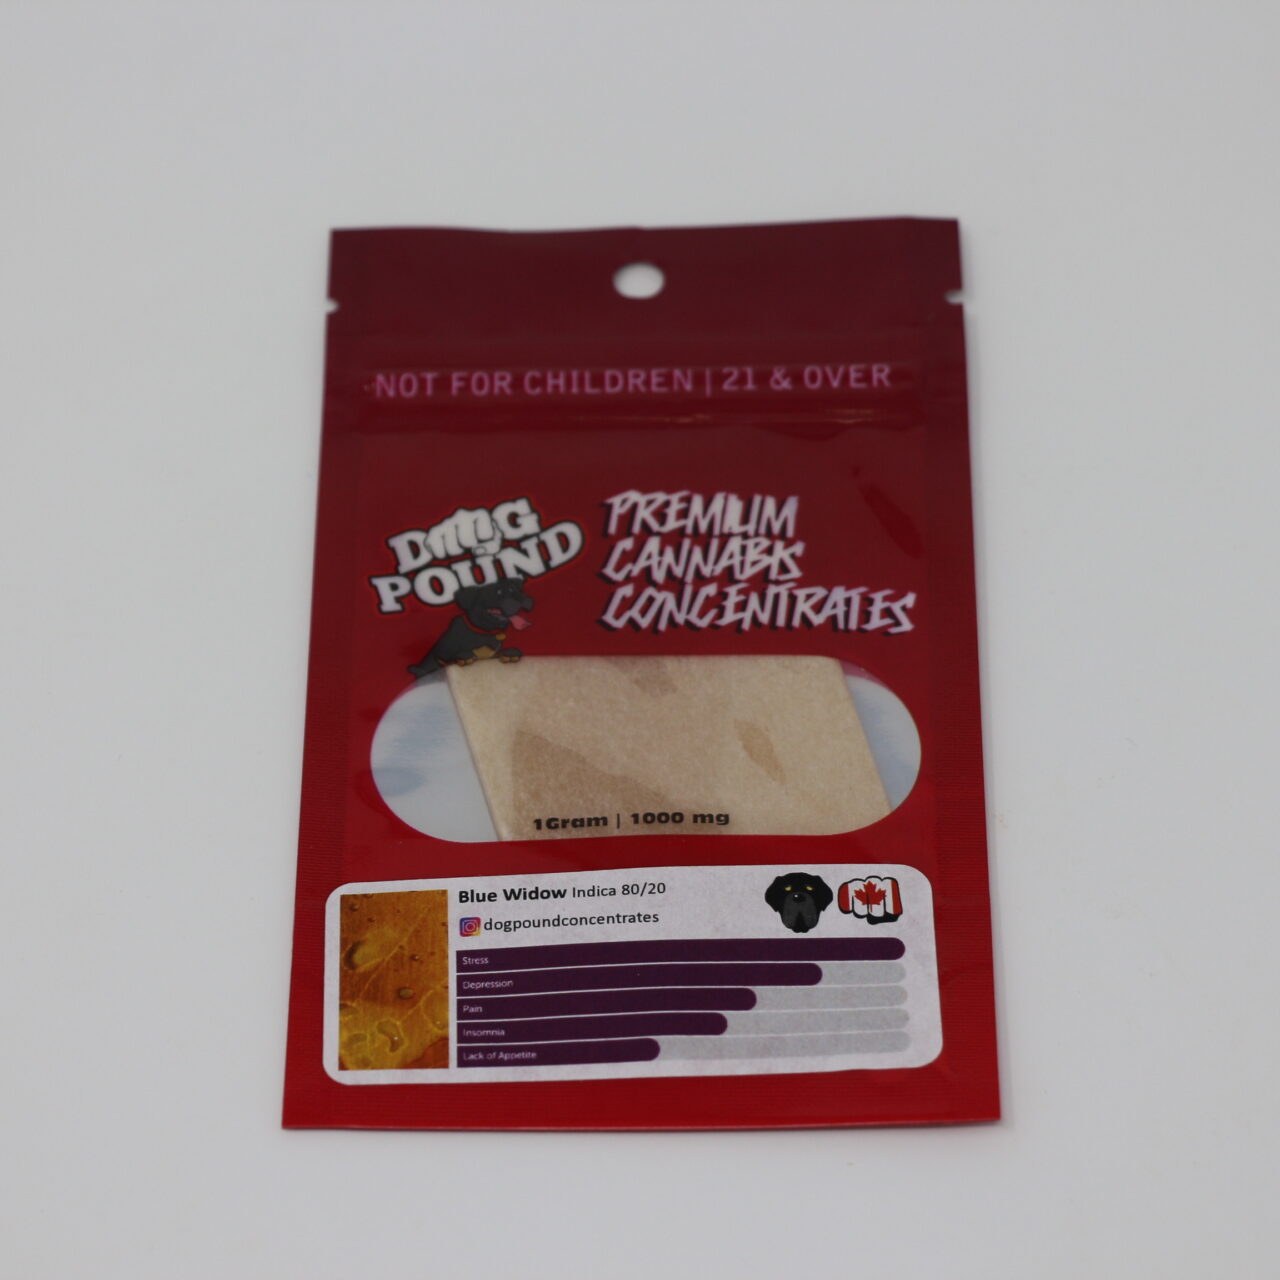 NOT FOR CHILDREN | 21 & OVER
DOG
POUND
PREMIUM
CANNABIS
CONCENTRATES
1Gram | 1000 mg
Blue Widow Indica 80/20
dogpoundconcentrates
Stress
Depression
Pain
Insomnia
Lack of Appetite